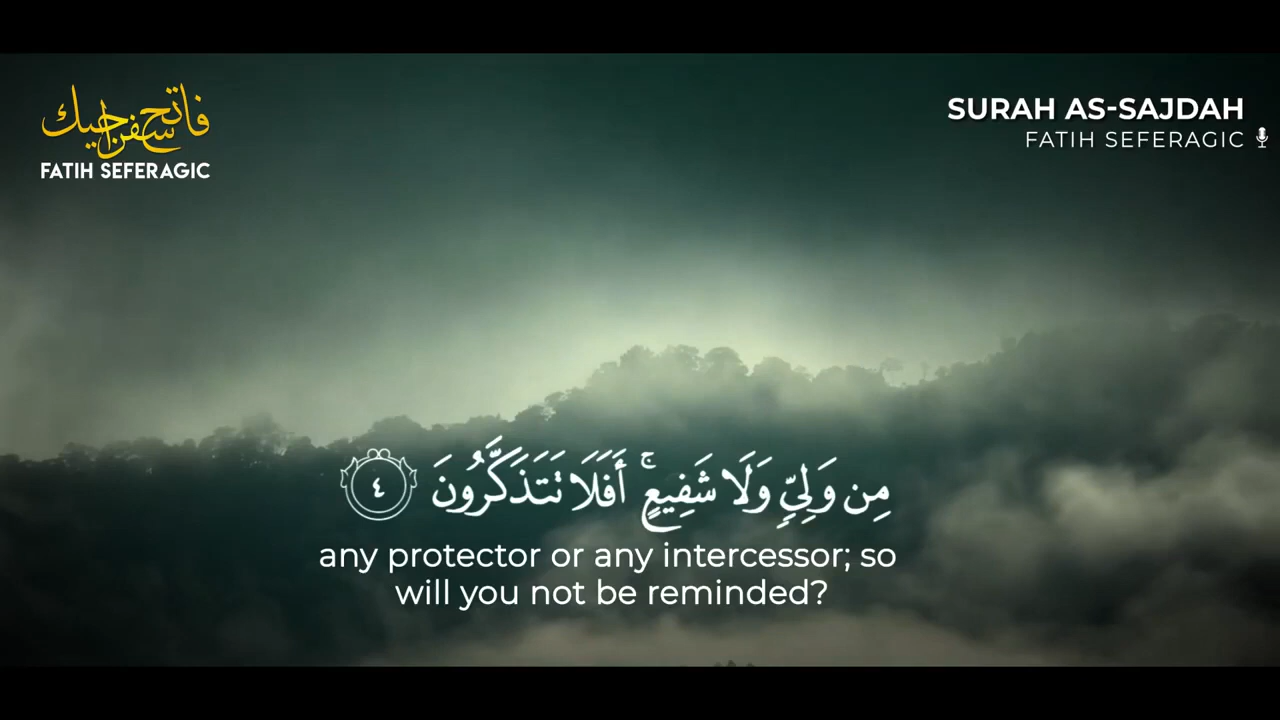 فاتح سفراجيك
FATIH SEFERAGIC
SURAH AS-SAJDAH
FATIH SEFERAGIC
مِن وَلِيٍّ وَلَا شَفِيعٍ ۚ أَفَلَا تَتَذَكَّرُونَ ٤
any protector or any intercessor; so
will you not be reminded?